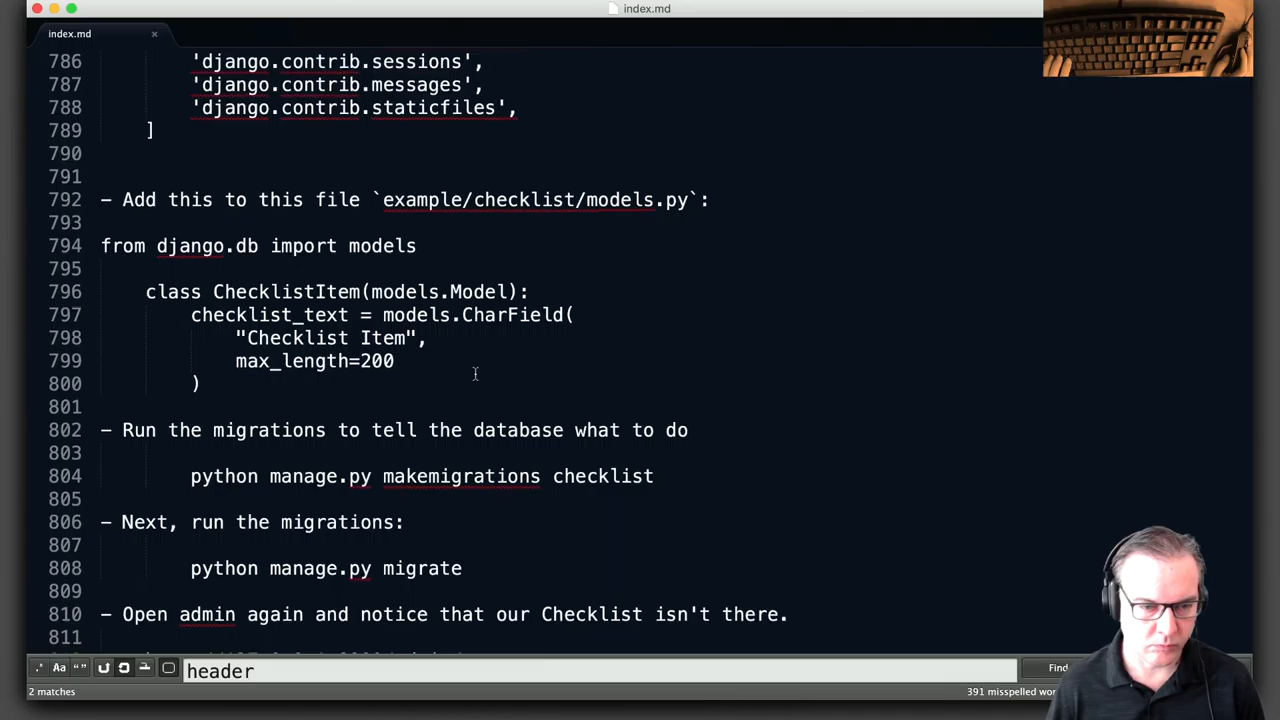 index.md
index.md ×
786 'django.contrib.sessions',
787 'django.contrib.messages',
788 'django.contrib.staticfiles',
789 ]
790
791
792 - Add this to this file `example/checklist/models.py`:
793
794 from django.db import models
795
796 class ChecklistItem(models.Model):
797 checklist_text = models.CharField(
798 "Checklist Item",
799 max_length=200
800 )
801
802 - Run the migrations to tell the database what to do
803
804 python manage.py makemigrations checklist
805
806 - Next, run the migrations:
807
808 python manage.py migrate
809
810 - Open admin again and notice that our Checklist isn't there.
811
.* Aa “” header Find
2 matches 391 misspelled wo